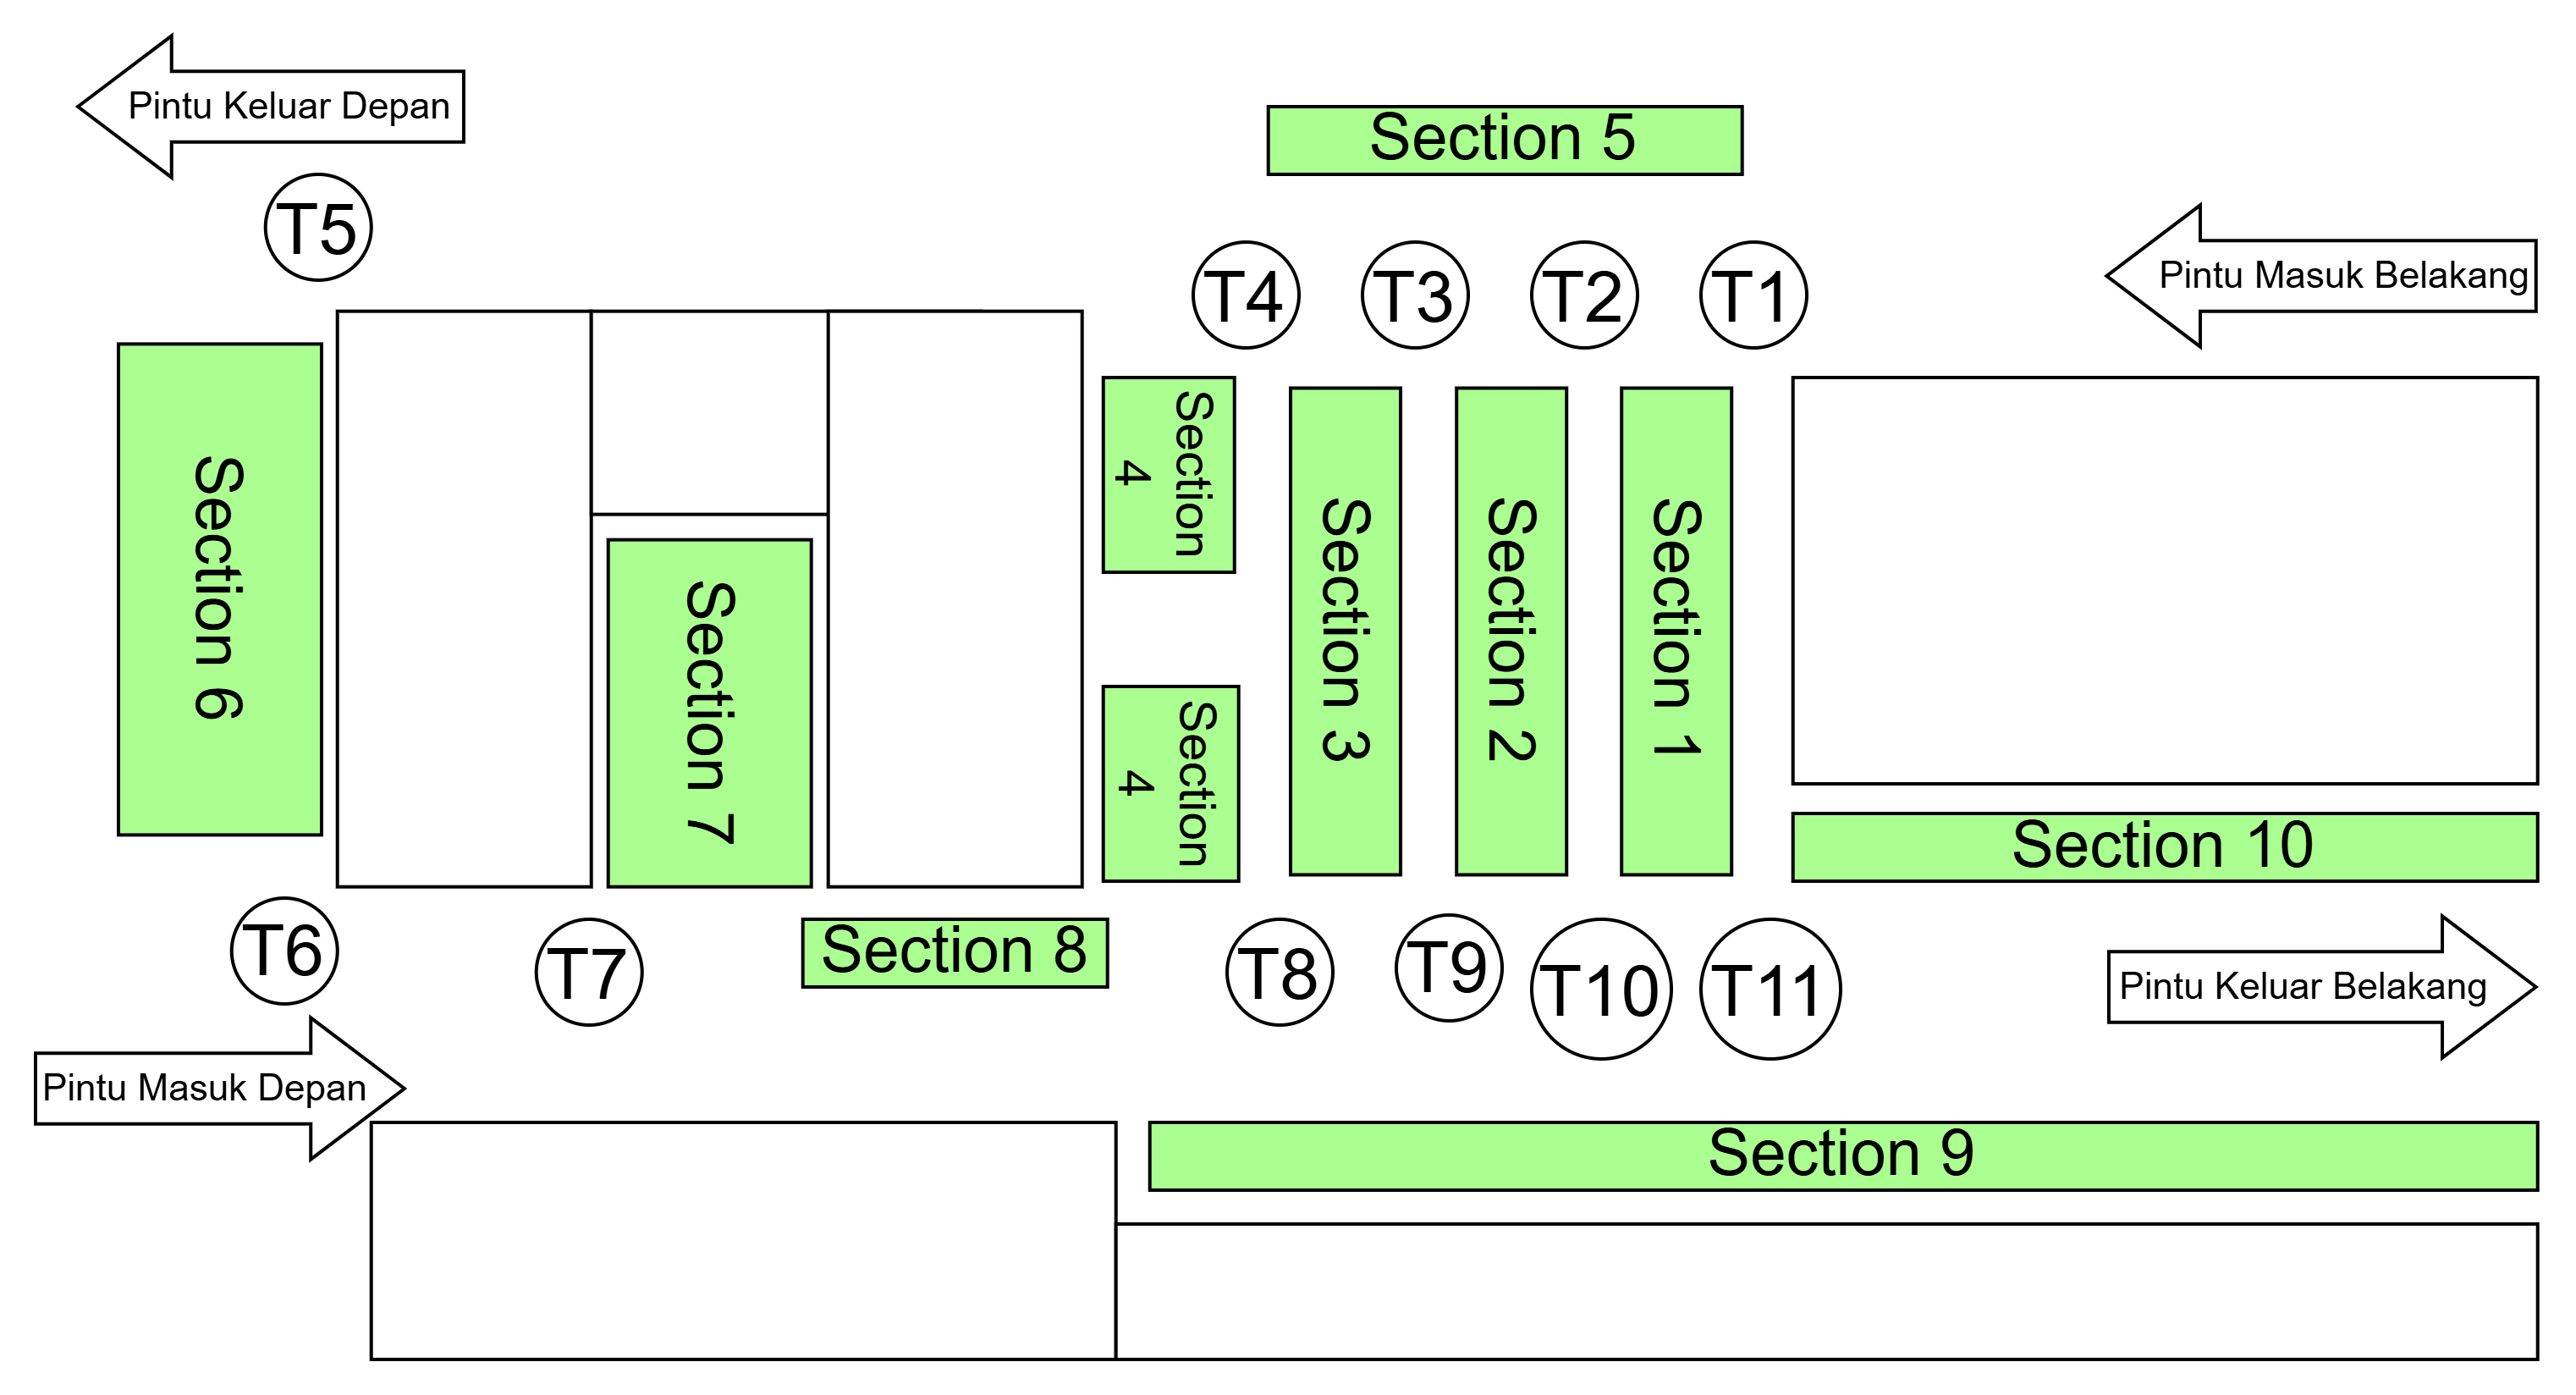 Pintu Keluar Depan
Section 5
T5
Pintu Masuk Belakang
T4
T3
T2
T1
Section 6
Section 7
Section
4
Section
4
Section 3
Section 2
Section 1
Section 10
T6
T7
Section 8
T8
T9
T10
T11
Pintu Keluar Belakang
Pintu Masuk Depan
Section 9